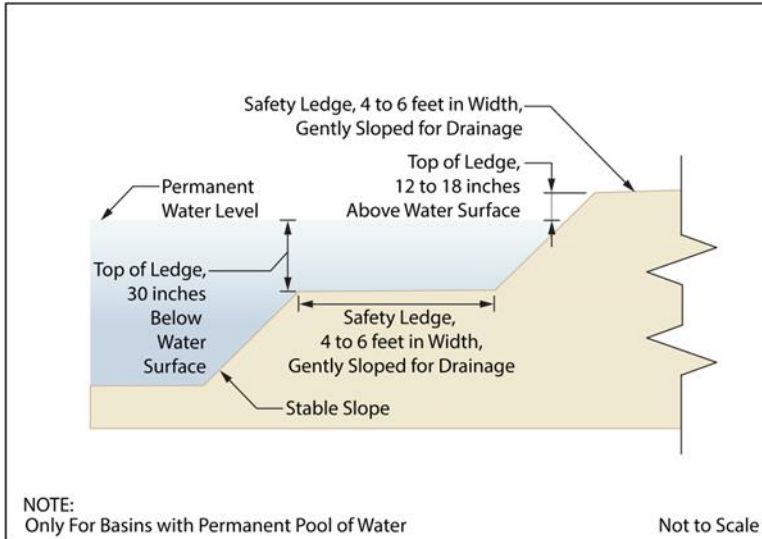 Safety Ledge, 4 to 6 feet in Width,
Gently Sloped for Drainage
Top of Ledge,
12 to 18 inches
Above Water Surface
Permanent
Water Level
Top of Ledge,
30 inches
Below
Water
Surface
Safety Ledge,
4 to 6 feet in Width,
Gently Sloped for Drainage
Stable Slope
NOTE:
Only For Basins with Permanent Pool of Water
Not to Scale